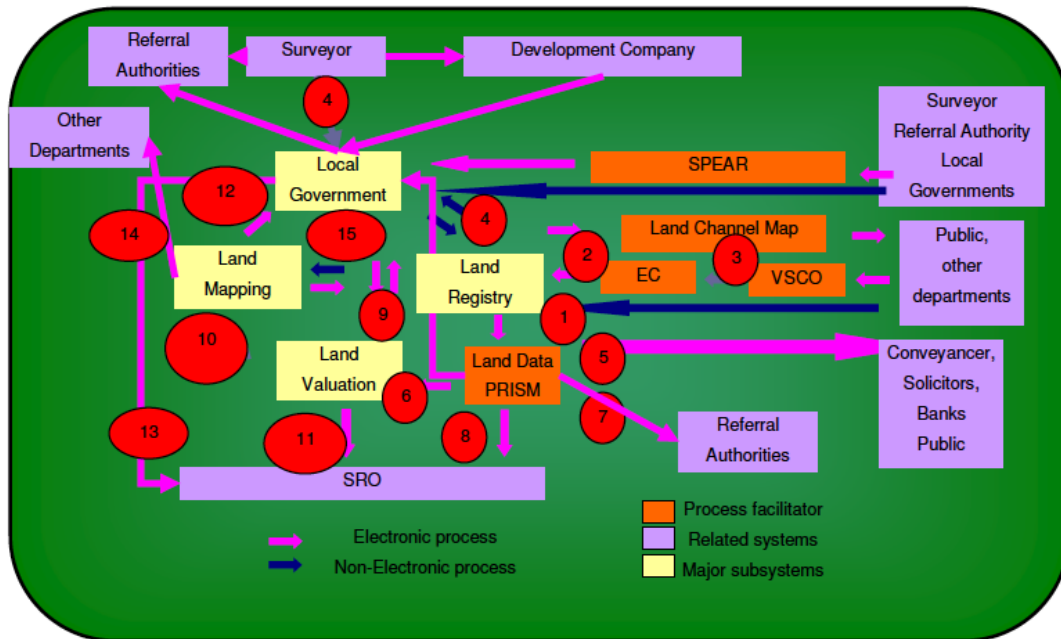 Referral
Authorities
Surveyor
Development Company
4
Other
Departments
Surveyor
Referral Authority
Local
Governments
Local
Government
SPEAR
12
4
14
15
2
Land Channel Map
Public,
other
departments
Land
Mapping
Land
Registry
EC
3
VSCO
9
1
10
5
Conveyancer,
Solicitors,
Banks
Public
Land
Valuation
6
Land Data
PRISM
7
13
11
8
Referral
Authorities
SRO
Electronic process
Non-Electronic process
Process facilitator
Related systems
Major subsystems